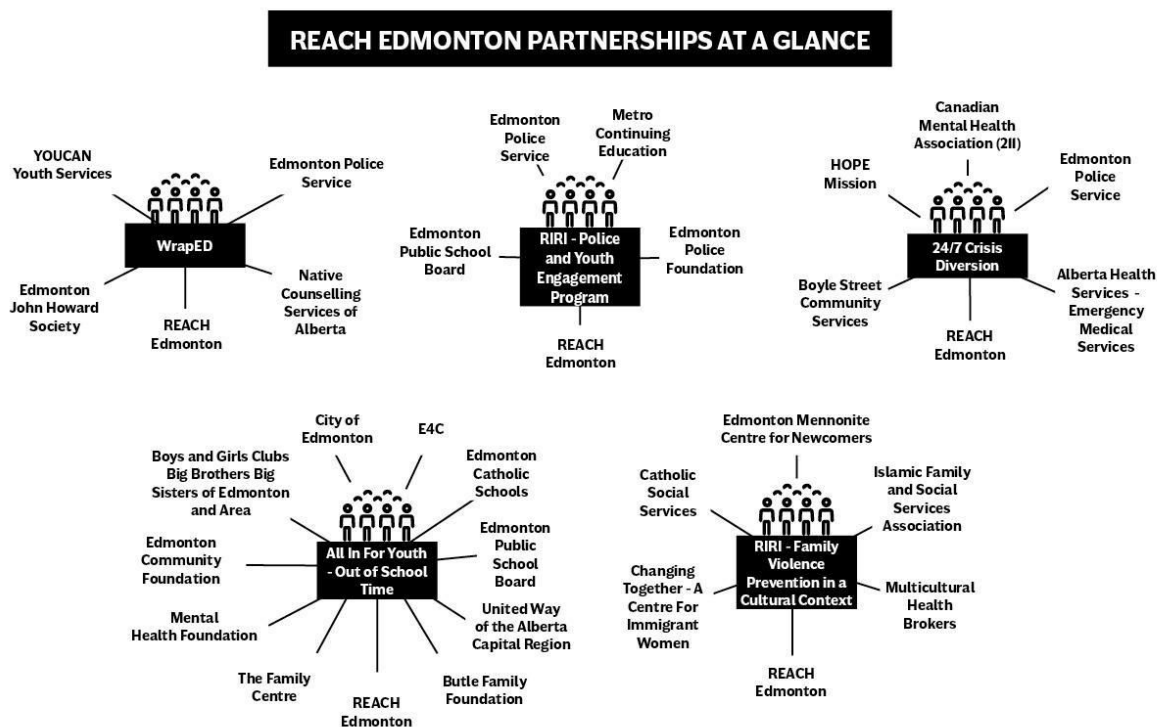 REACH EDMONTON PARTNERSHIPS AT A GLANCE
YOUCAN
Youth Services
Edmonton Police
Service
WrapED
Edmonton
John Howard
Society
REACH
Edmonton
Native
Counselling
Services of
Alberta
Edmonton
Police
Service
Metro
Continuing
Education
Edmonton
Public School
Board
RIRI - Police
and Youth
Engagement
Program
Edmonton
Police
Foundation
REACH
Edmonton
Canadian
Mental Health
Association (211)
HOPE
Mission
Edmonton
Police
Service
24/7 Crisis
Diversion
Boyle Street
Community
Services
REACH
Edmonton
Alberta Health
Services -
Emergency
Medical
Services
City of
Edmonton
E4C
Boys and Girls Clubs
Big Brothers Big
Sisters of Edmonton
and Area
Edmonton
Catholic
Schools
Edmonton
Community
Foundation
All In For Youth
- Out of School
Time
Edmonton
Public
School
Board
Mental
Health Foundation
United Way
of the Alberta
Capital Region
The Family
Centre
REACH
Edmonton
Butle Family
Foundation
Edmonton Mennonite
Centre for Newcomers
Catholic
Social
Services
Islamic Family
and Social
Services
Association
RIRI - Family
Violence
Prevention in a
Cultural Context
Changing
Together - A
Centre For
Immigrant
Women
Multicultural
Health
Brokers
REACH
Edmonton